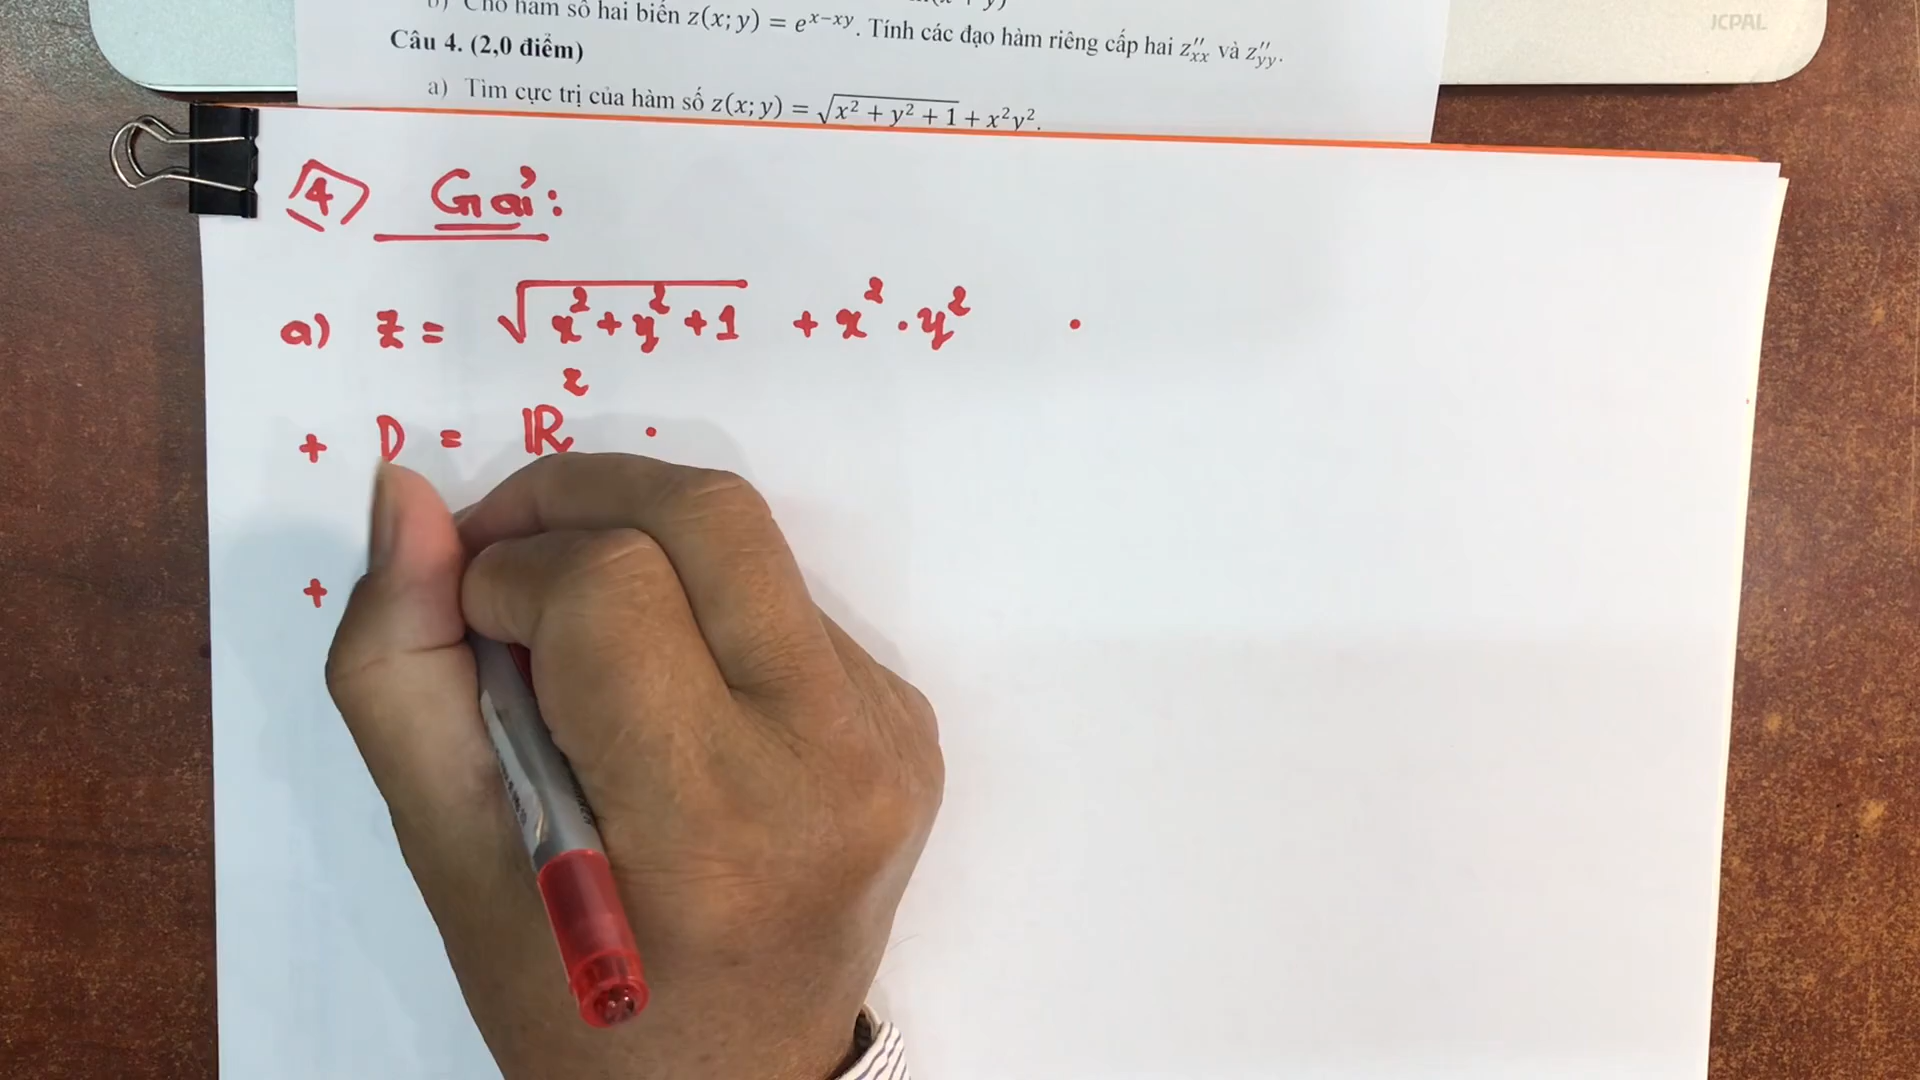 JCPAL
b) Cho hàm số hai biến z(x; y) = e^{x−xy}. Tính các đạo hàm riêng cấp hai z''_{xx} và z''_{yy}.
Câu 4. (2,0 điểm)
a) Tìm cực trị của hàm số z(x; y) = √(x² + y² + 1) + x²y².
4 Gải:
a) z = √(x² + y² + 1) + x² . y² .
+ D = ℝ² .
+